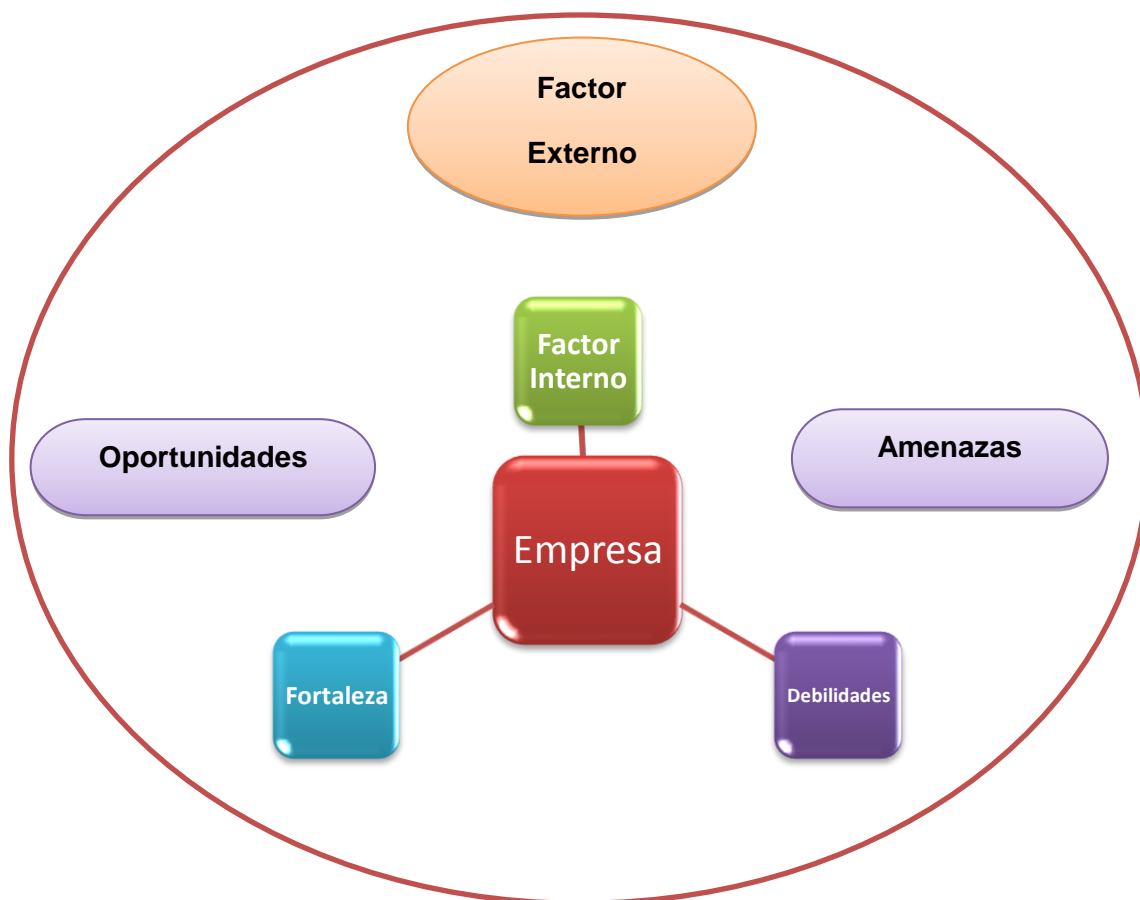 Factor
Externo
Factor
Interno
Oportunidades
Amenazas
Empresa
Fortaleza
Debilidades